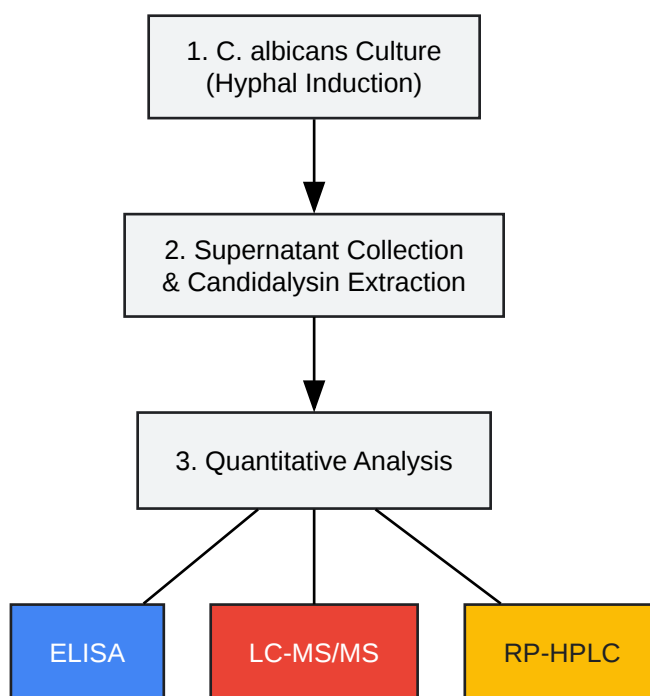 1. C. albicans Culture
(Hyphal Induction)
2. Supernatant Collection
& Candidalysin Extraction
3. Quantitative Analysis
ELISA
LC-MS/MS
RP-HPLC